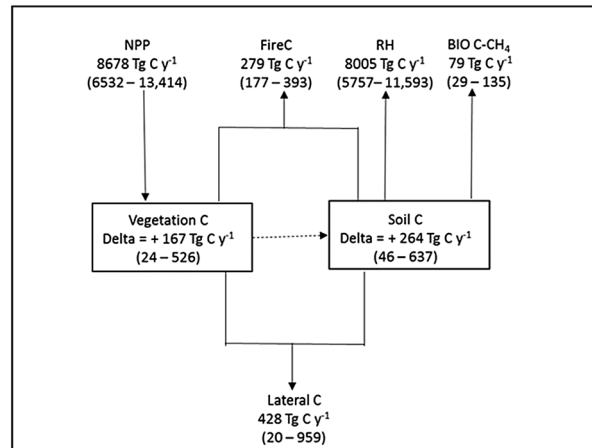 NPP
8678 Tg C y⁻¹
(6532 – 13,414)
FireC
279 Tg C y⁻¹
(177 – 393)
RH
8005 Tg C y⁻¹
(5757 – 11,593)
BIO C-CH₄
79 Tg C y⁻¹
(29 – 135)
Vegetation C
Delta = + 167 Tg C y⁻¹
(24 – 526)
Soil C
Delta = + 264 Tg C y⁻¹
(46 – 637)
Lateral C
428 Tg C y⁻¹
(20 – 959)